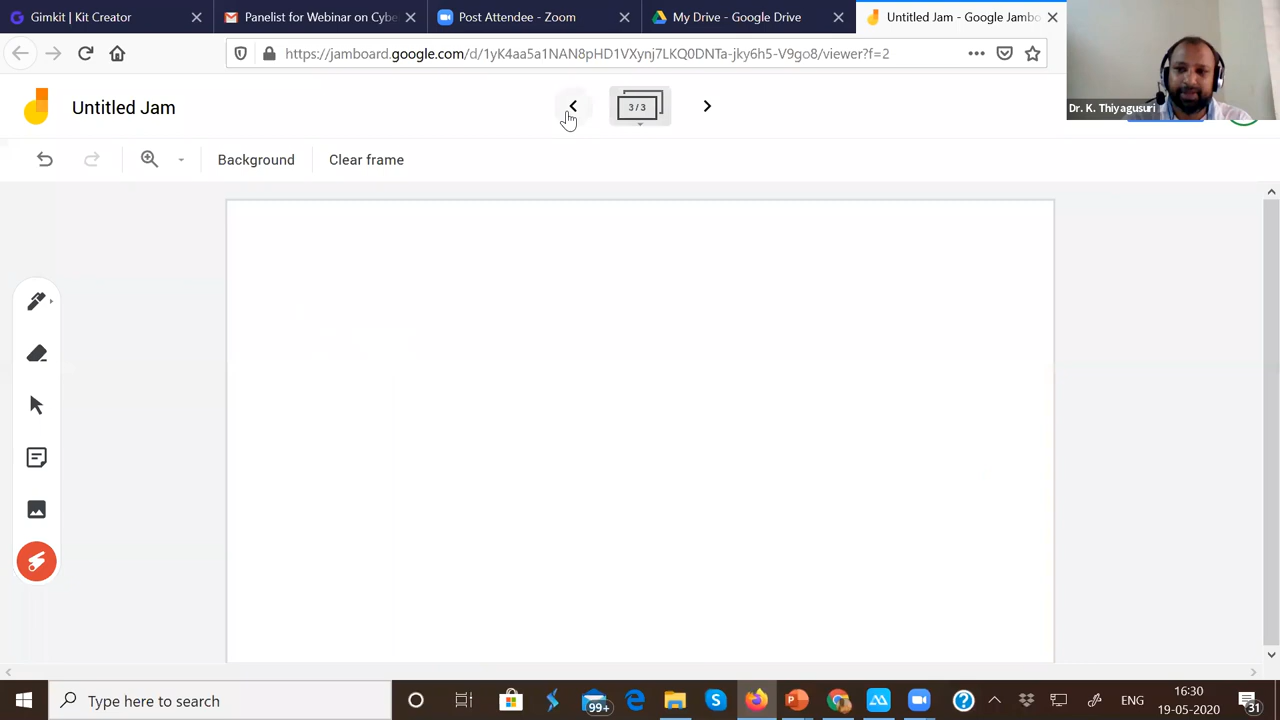 Gimkit | Kit Creator
Panelist for Webinar on Cybe
Post Attendee - Zoom
My Drive - Google Drive
Untitled Jam - Google Jambo
https://jamboard.google.com/d/1yK4aa5a1NAN8pHD1VXynj7LKQ0DNTa-jky6h5-V9go8/viewer?f=2
Dr. K. Thiyagusuri
Untitled Jam
3 / 3
Background
Clear frame
Type here to search
99+
ENG
16:30
19-05-2020
31